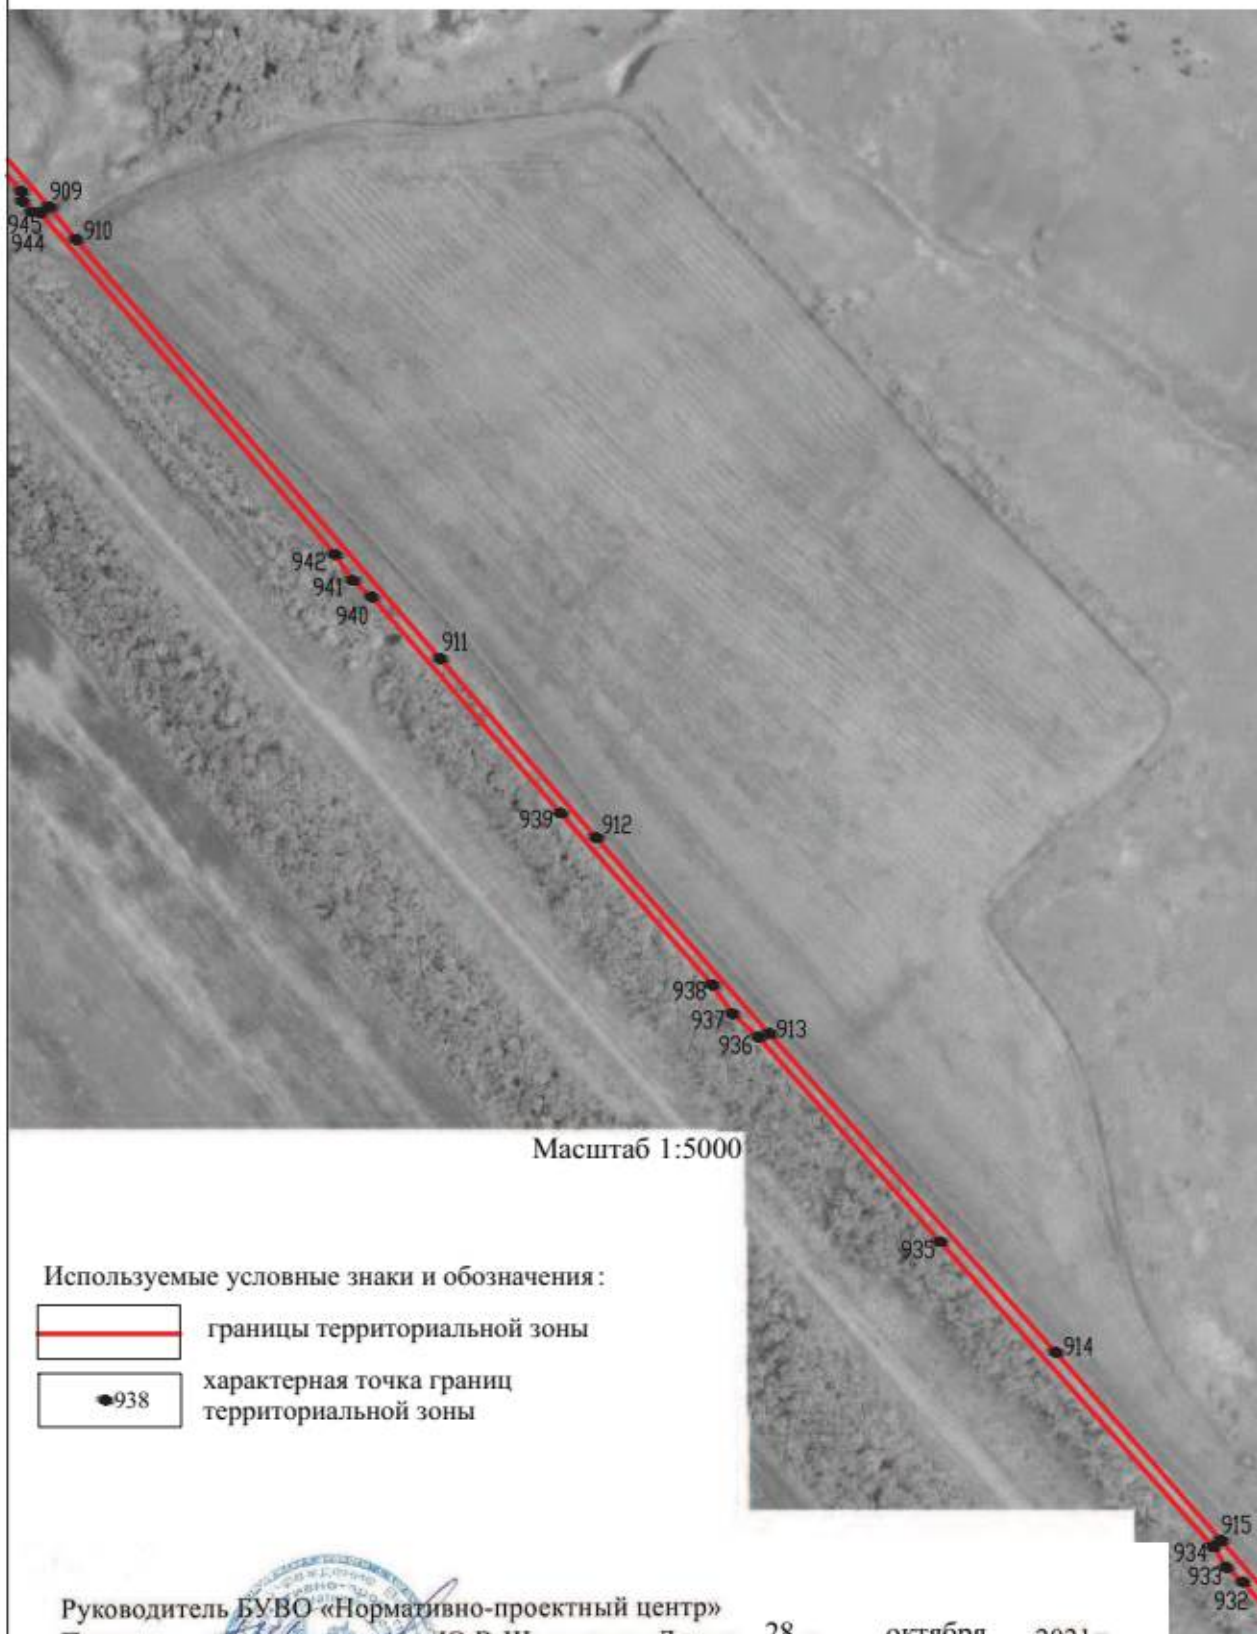 909
945
944
910
942
941
940
911
939
912
938
937
913
936
Масштаб 1:5000
935
Используемые условные знаки и обозначения:
границы территориальной зоны
914
938 характерная точка границ
территориальной зоны
915
934
933
932
Руководитель БУВО «Нормативно-проектный центр»
28 октября